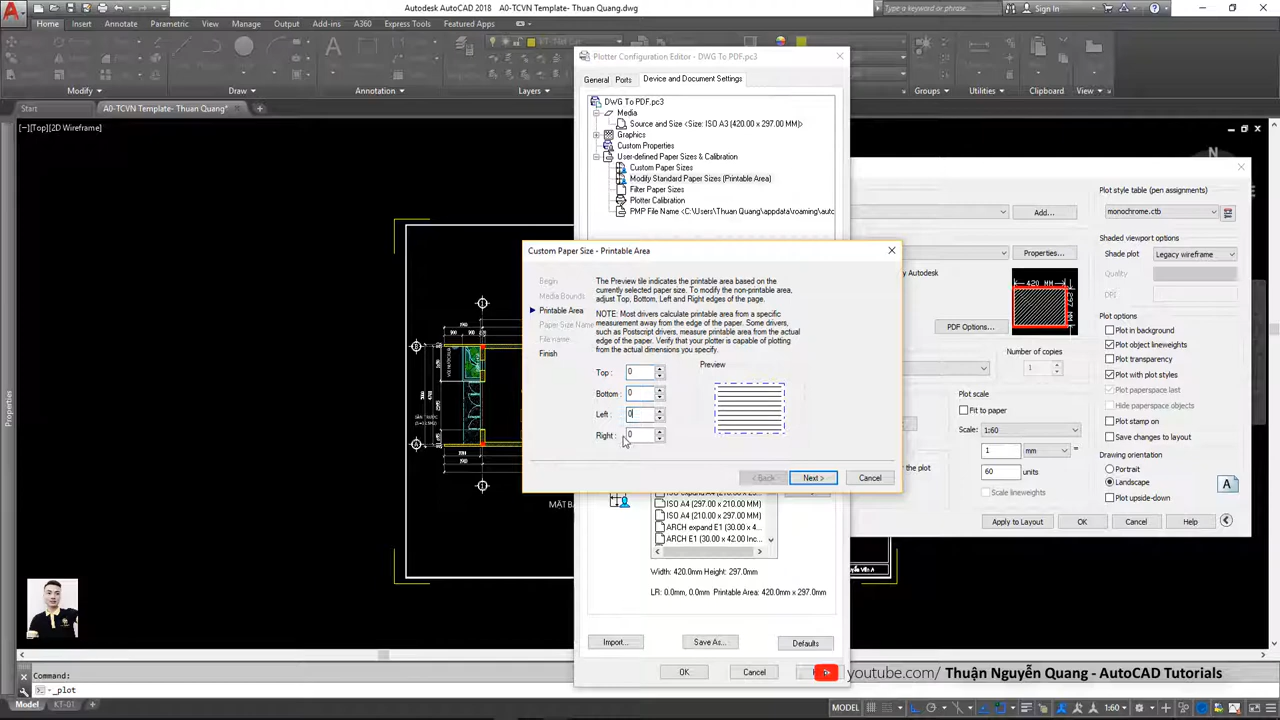 Autodesk AutoCAD 2018 A0-TCVN Template- Thuan Quang.dwg
Type a keyword or phrase
Sign In
Home Insert Annotate Parametric View Manage Output Add-ins A360 Express Tools Featured Apps
Modify Draw Annotation Layers Groups Utilities Clipboard View
Start A0-TCVN Template- Thuan Quang*
[−][Top][2D Wireframe]
N
Properties
Plotter Configuration Editor - DWG To PDF.pc3
General Ports Device and Document Settings
DWG To PDF.pc3
Media
Source and Size <Size: ISO A3 (420.00 x 297.00 MM)>
Graphics
Custom Properties
User-defined Paper Sizes & Calibration
Custom Paper Sizes
Modify Standard Paper Sizes (Printable Area)
Filter Paper Sizes
Plotter Calibration
PMP File Name <C:\Users\Thuan Quang\appdata\roaming\auto
Custom Paper Size - Printable Area
Begin
Media Bounds
Printable Area
Paper Size Name
File name
Finish
The Preview tile indicates the printable area based on the
currently selected paper size. To modify the non-printable area,
adjust Top, Bottom, Left and Right edges of the page.
NOTE: Most drivers calculate printable area from a specific
measurement away from the edge of the paper. Some drivers,
such as Postscript drivers, measure printable area from the
actual edge of the paper. Verify that your plotter is capable of plotting
from the actual dimensions you specify.
Top : 0
Bottom : 0
Left : 0
Right : 0
Preview
< Back Next > Cancel
ISO A4 (297.00 x 210.00 MM)
ISO A4 (210.00 x 297.00 MM)
ARCH expand E1 (30.00 x 4...
ARCH E1 (30.00 x 42.00 Inc...
Width: 420.0mm Height: 297.0mm
LR: 0.0mm, 0.0mm Printable Area: 420.0mm x 297.0mm
Import... Save As... Defaults
OK Cancel
Add...
Properties...
by Autodesk
420 MM
297 MM
PDF Options...
Number of copies
1
Plot scale
Fit to paper
Scale: 1:60
1 mm
60 units
Scale lineweights
the plot
Plot style table (pen assignments)
monochrome.ctb
Shaded viewport options
Shade plot Legacy wireframe
Quality
DPI
Plot options
Plot in background
Plot object lineweights
Plot transparency
Plot with plot styles
Plot paperspace last
Hide paperspace objects
Plot stamp on
Save changes to layout
Drawing orientation
Portrait
Landscape
Plot upside-down
A
Apply to Layout OK Cancel Help
MẶT B
Command:
-_plot
youtube.com/ Thuận Nguyễn Quang - AutoCAD Tutorials
Model KT-01
MODEL
1:60